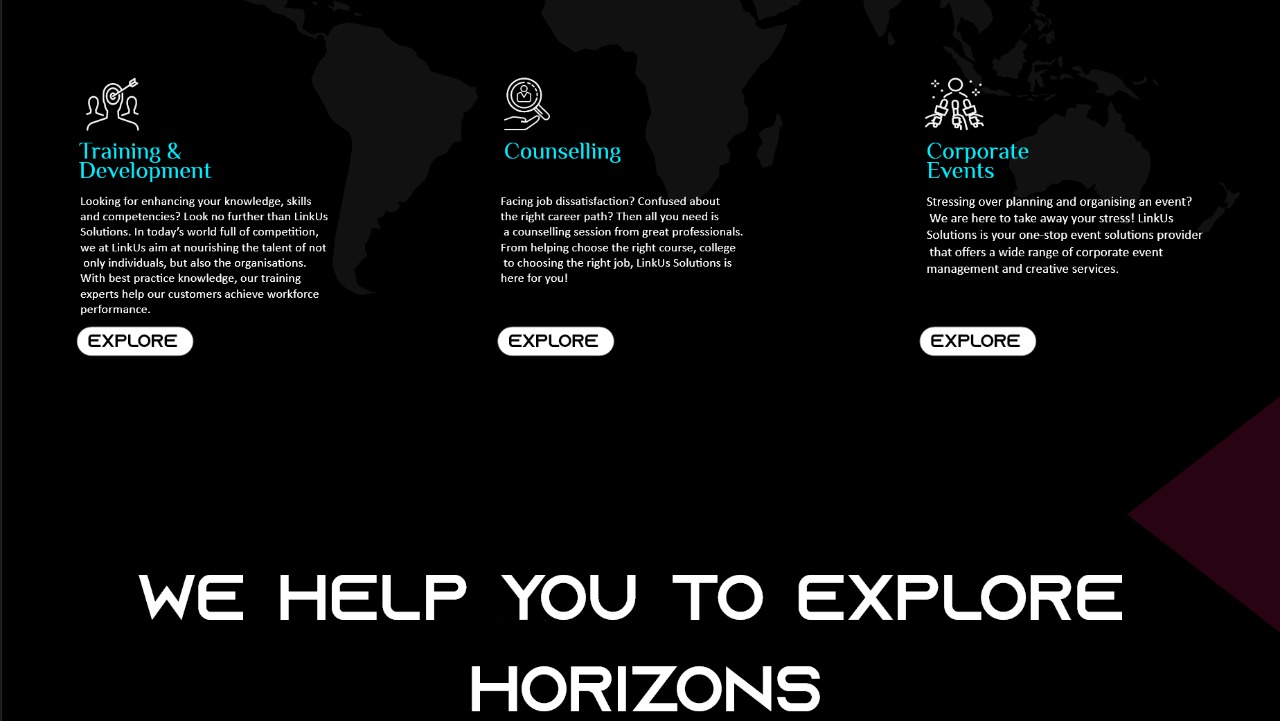 Training &
Development
Looking for enhancing your knowledge, skills
and competencies? Look no further than LinkUs
Solutions. In today's world full of competition,
we at LinkUs aim at nourishing the talent of not
only individuals, but also the organisations.
With best practice knowledge, our training
experts help our customers achieve workforce
performance.
EXPLORE
Counselling
Facing job dissatisfaction? Confused about
the right career path? Then all you need is
a counselling session from great professionals.
From helping choose the right course, college
to choosing the right job, LinkUs Solutions is
here for you!
EXPLORE
Corporate
Events
Stressing over planning and organising an event?
We are here to take away your stress! LinkUs
Solutions is your one-stop event solutions provider
that offers a wide range of corporate event
management and creative services.
EXPLORE
WE HELP YOU TO EXPLORE
HORIZONS